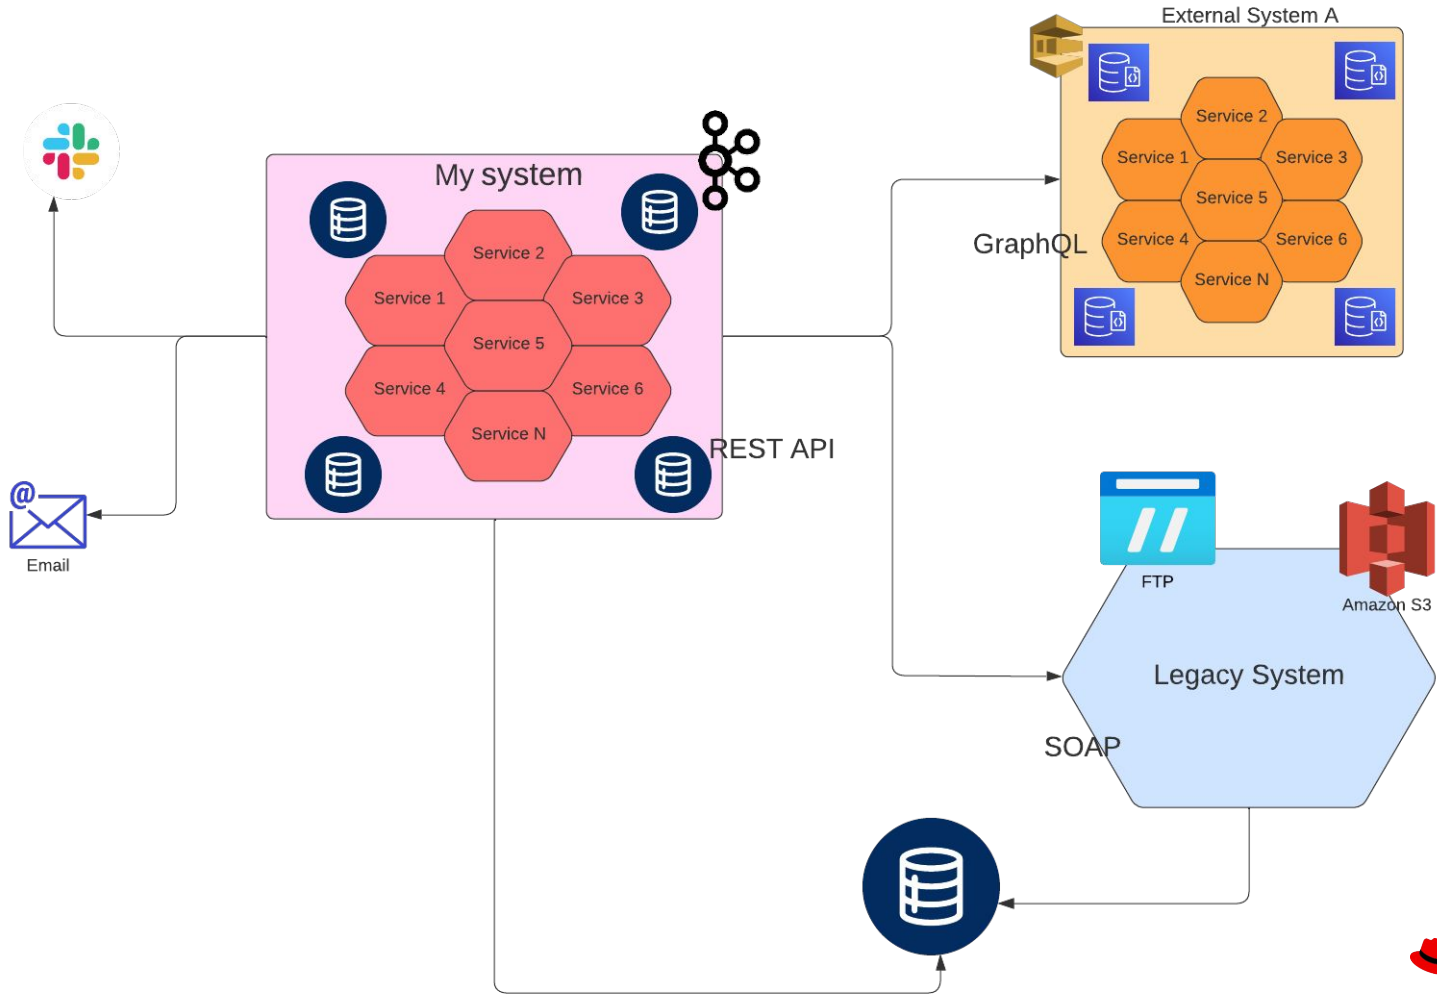 External System A
Service 2
Service 1
Service 3
Service 5
Service 4
Service 6
Service N
GraphQL
My system
Service 2
Service 1
Service 3
Service 5
Service 4
Service 6
Service N
REST API
@
Email
FTP
Amazon S3
Legacy System
SOAP